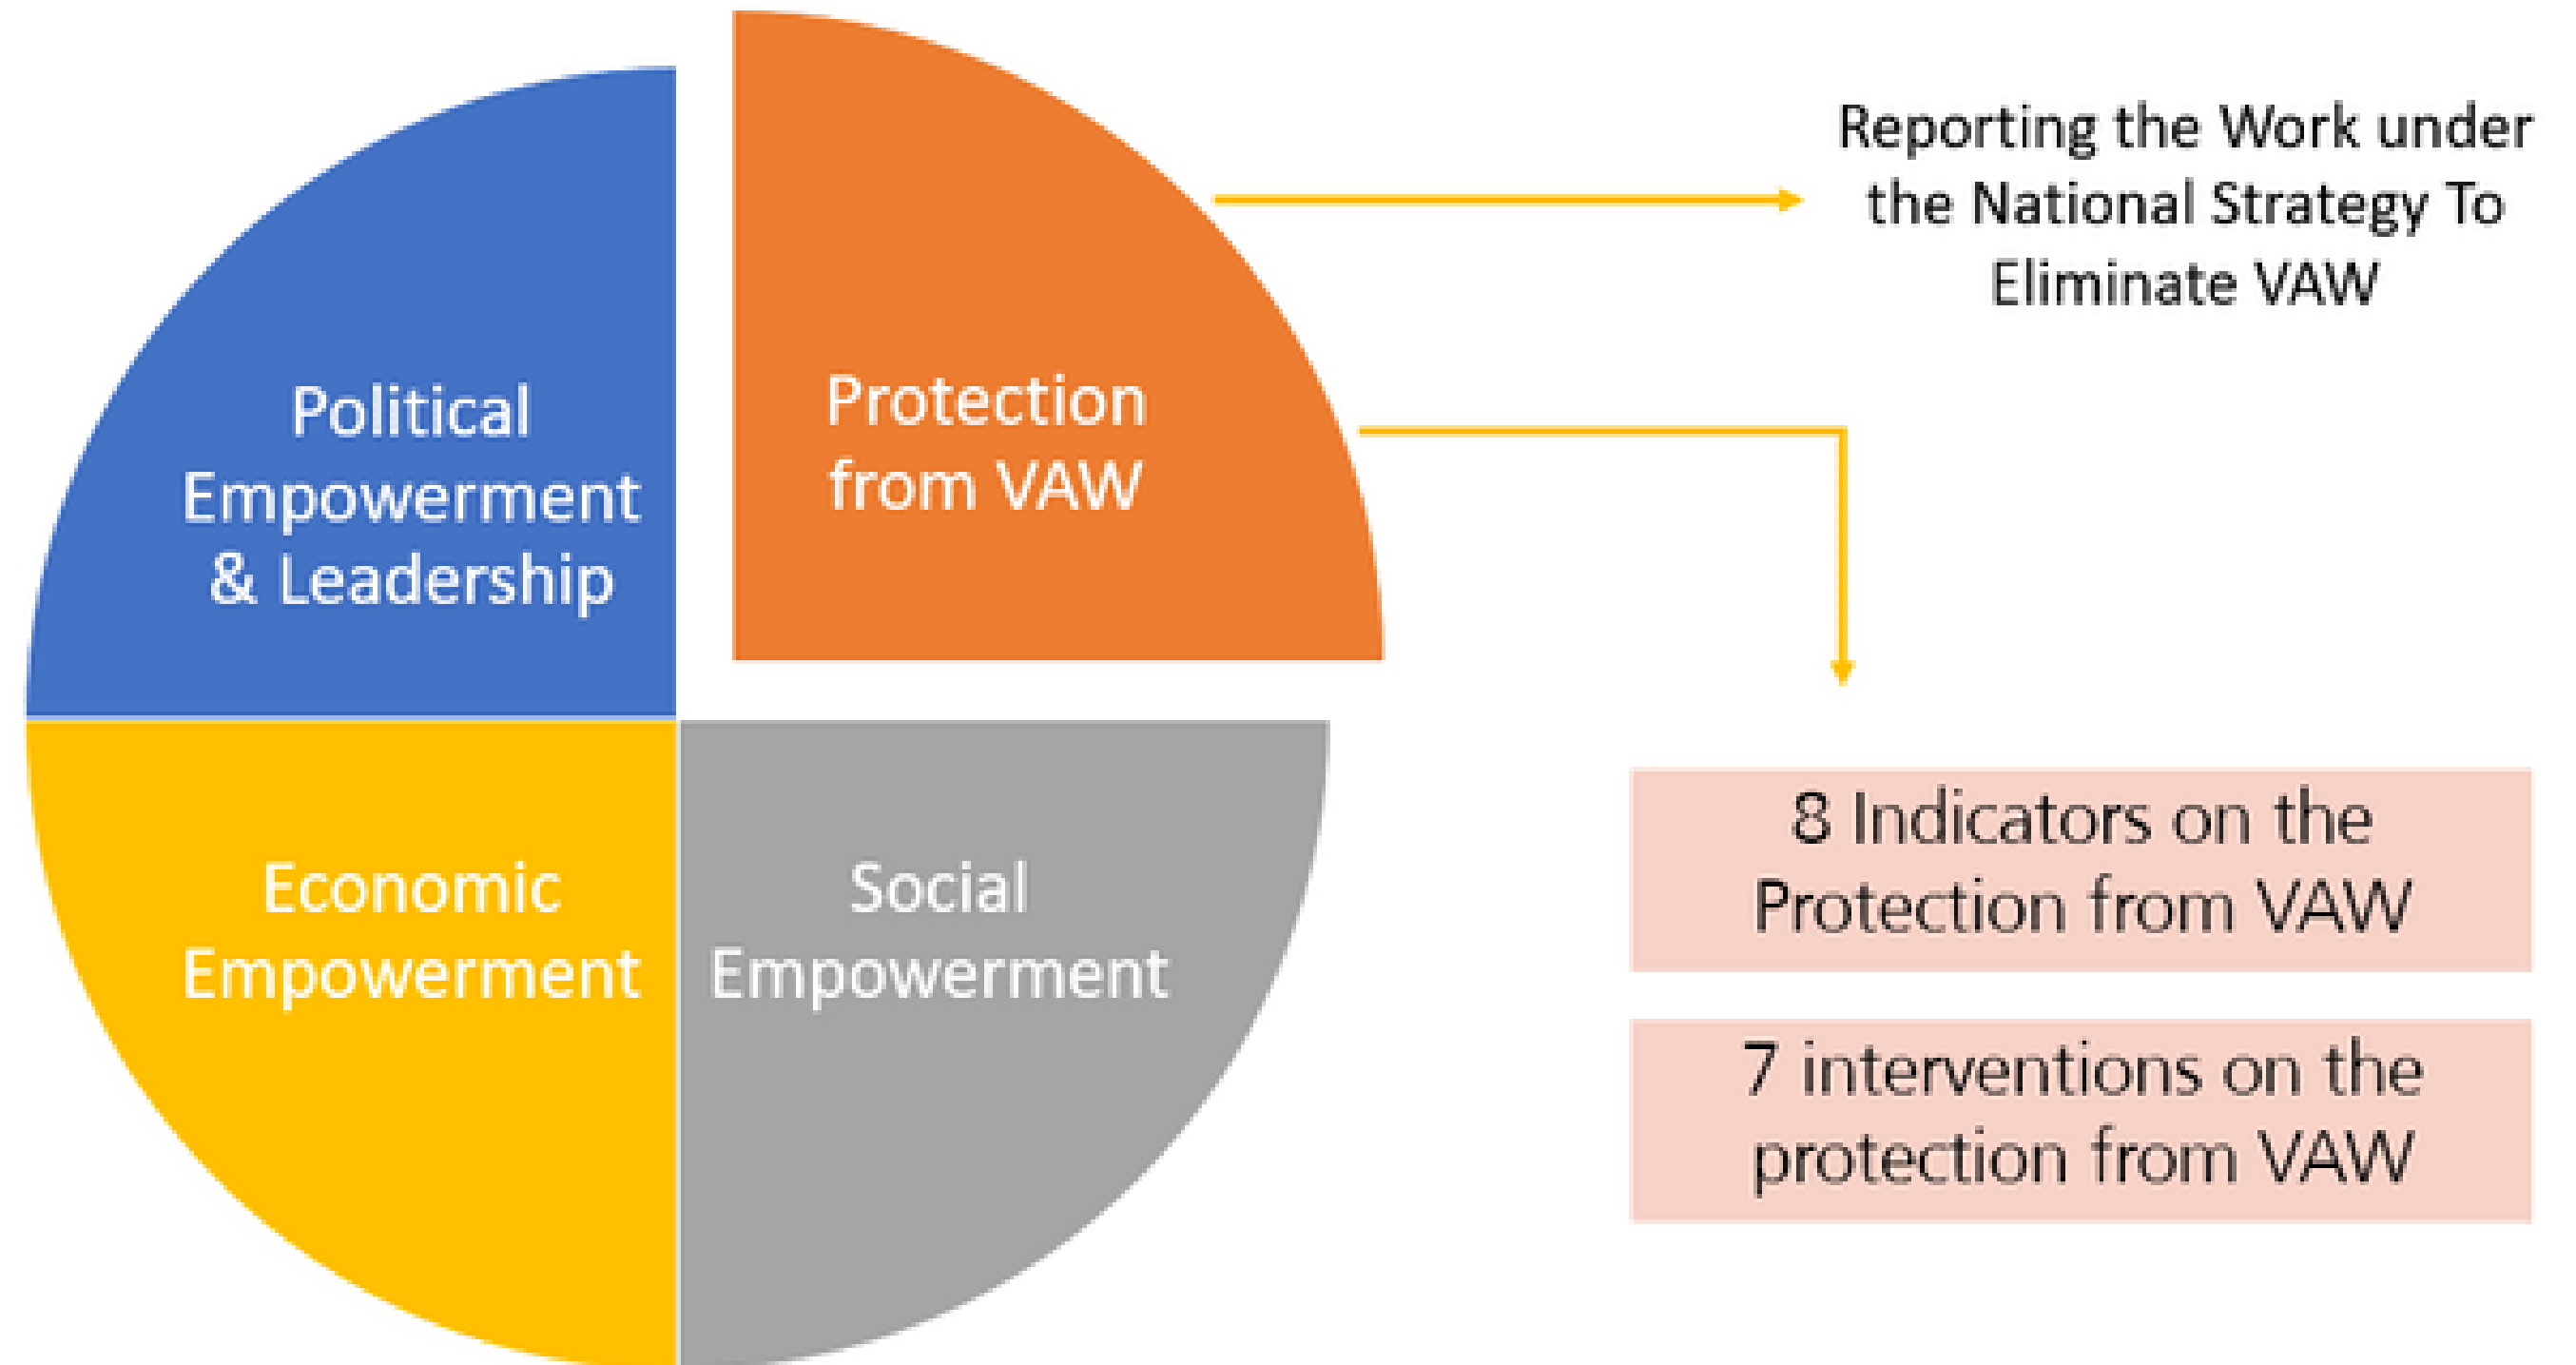 Political
Empowerment
& Leadership
Protection
from VAW
Reporting the Work under
the National Strategy To
Eliminate VAW
Economic
Empowerment
Social
Empowerment
8 Indicators on the
Protection from VAW
7 interventions on the
protection from VAW